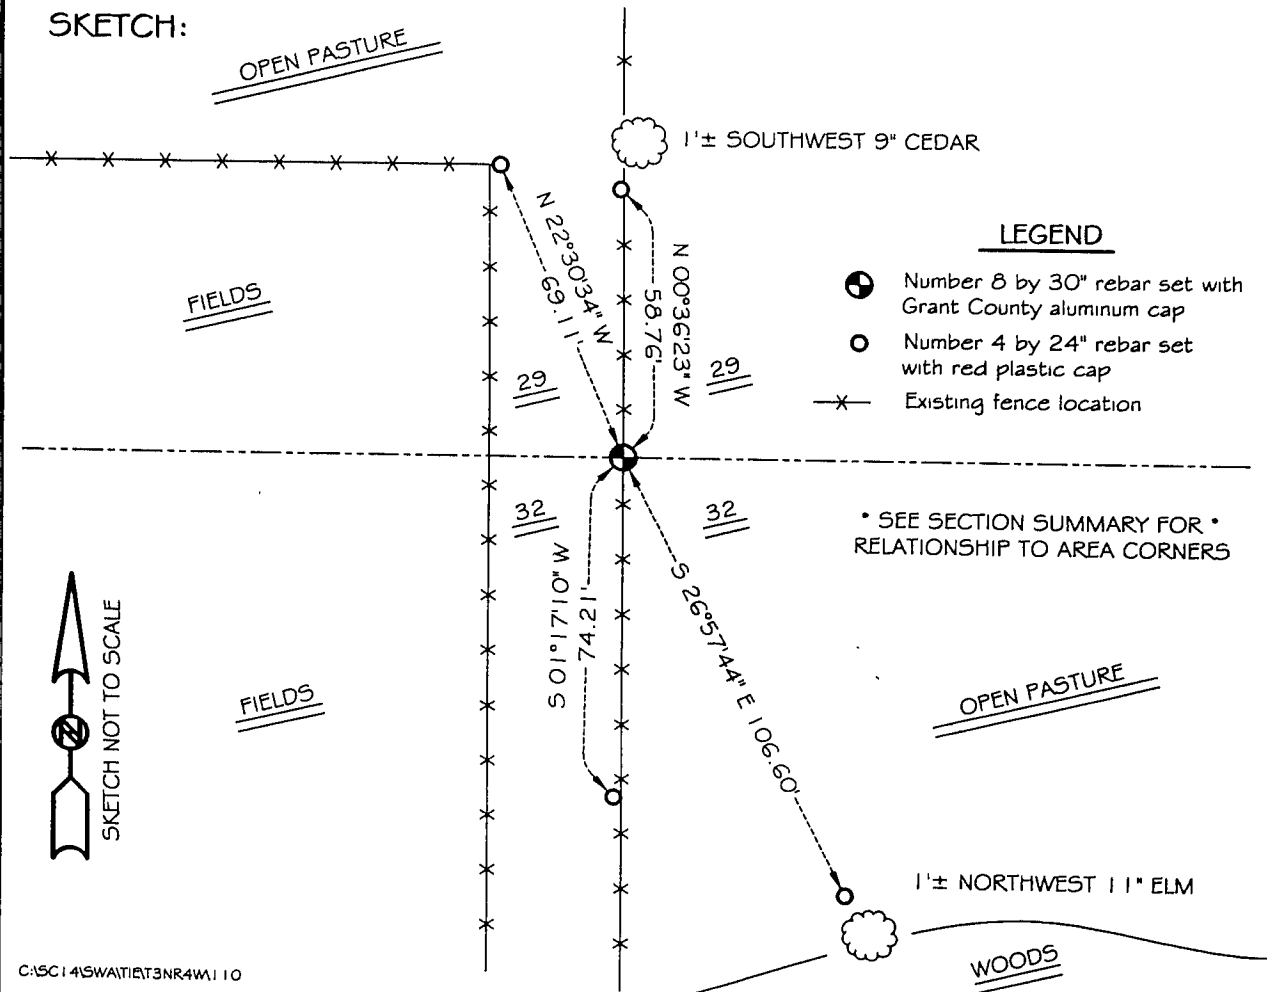 SKETCH:
OPEN PASTURE
1'± SOUTHWEST 9" CEDAR
N 22°30'34" W
69.11'
N 00°36'23" W
58.76'
LEGEND
Number 8 by 30" rebar set with
Grant County aluminum cap
Number 4 by 24" rebar set
with red plastic cap
Existing fence location
FIELDS
29
29
32
32
* SEE SECTION SUMMARY FOR *
RELATIONSHIP TO AREA CORNERS
S 01°17'10" W
74.21'
S 26°57'44" E 106.60'
N
SKETCH NOT TO SCALE
FIELDS
OPEN PASTURE
1'± NORTHWEST 11" ELM
WOODS
C:\SC14\SWA\TIE\T3NR4W\110